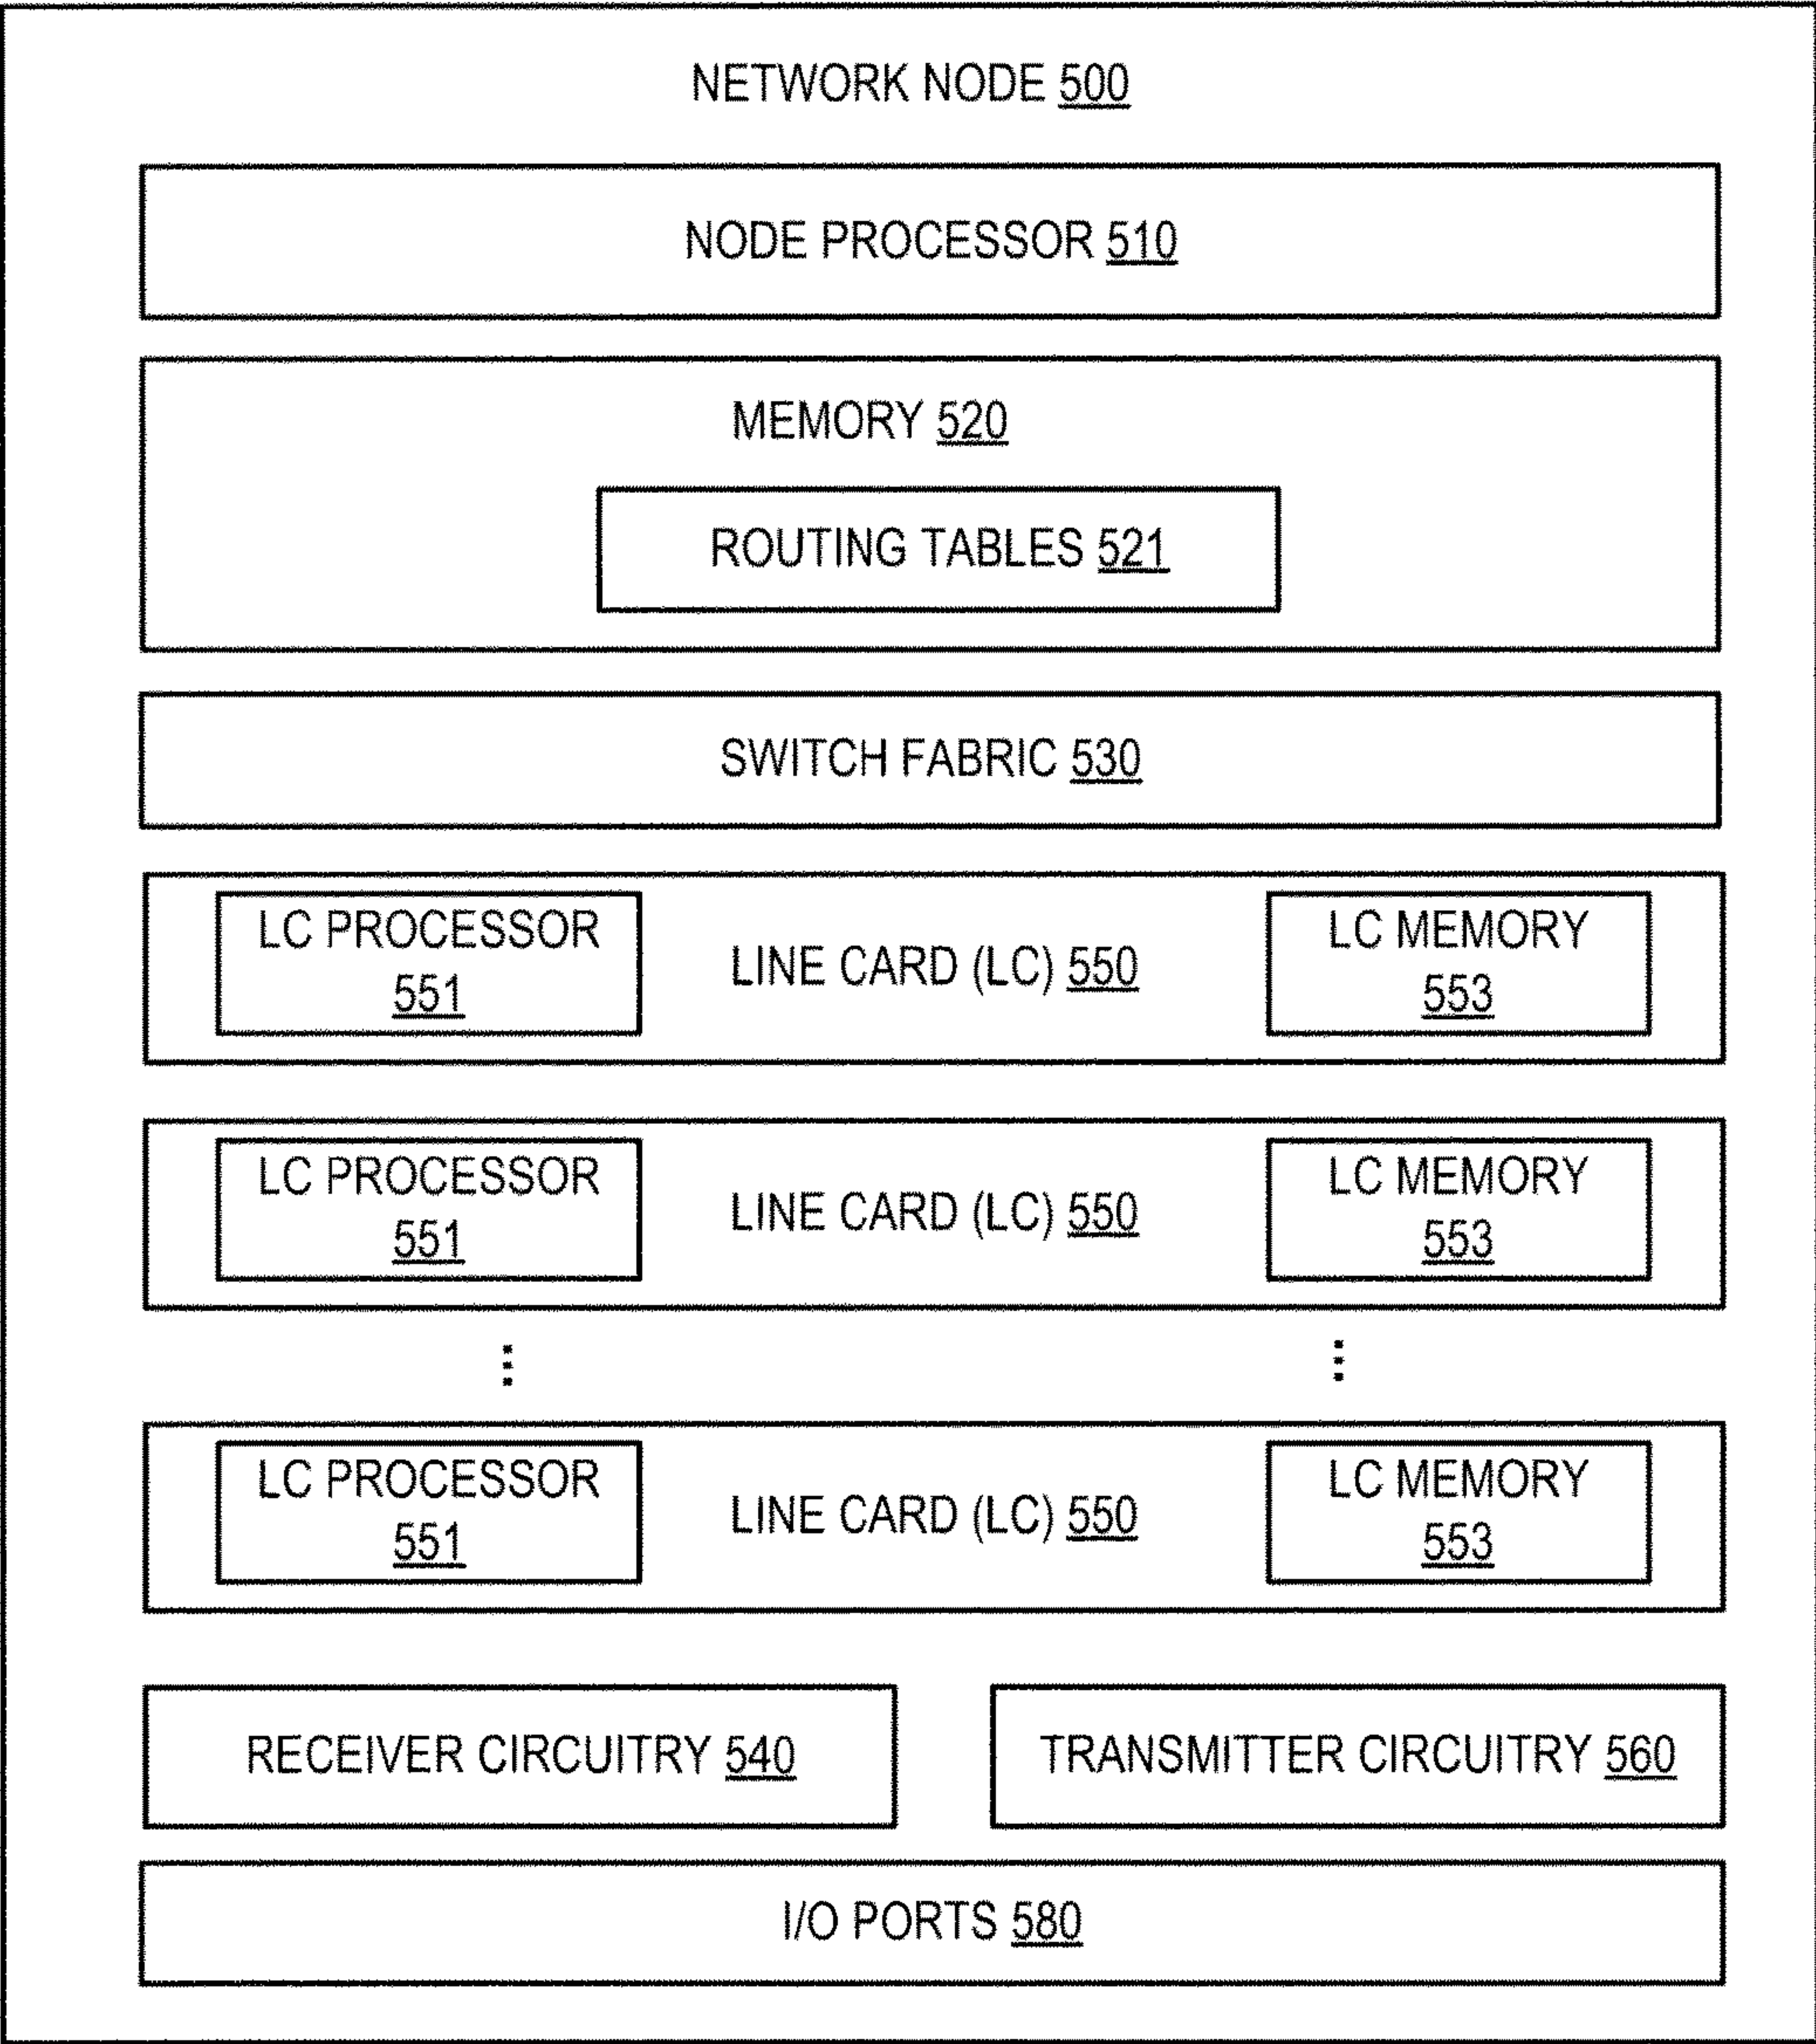 NETWORK NODE 500
NODE PROCESSOR 510
MEMORY 520
ROUTING TABLES 521
SWITCH FABRIC 530
LC PROCESSOR
551
LINE CARD (LC) 550
LC MEMORY
553
LC PROCESSOR
551
LINE CARD (LC) 550
LC MEMORY
553
LC PROCESSOR
551
LINE CARD (LC) 550
LC MEMORY
553
RECEIVER CIRCUITRY 540
TRANSMITTER CIRCUITRY 560
I/O PORTS 580